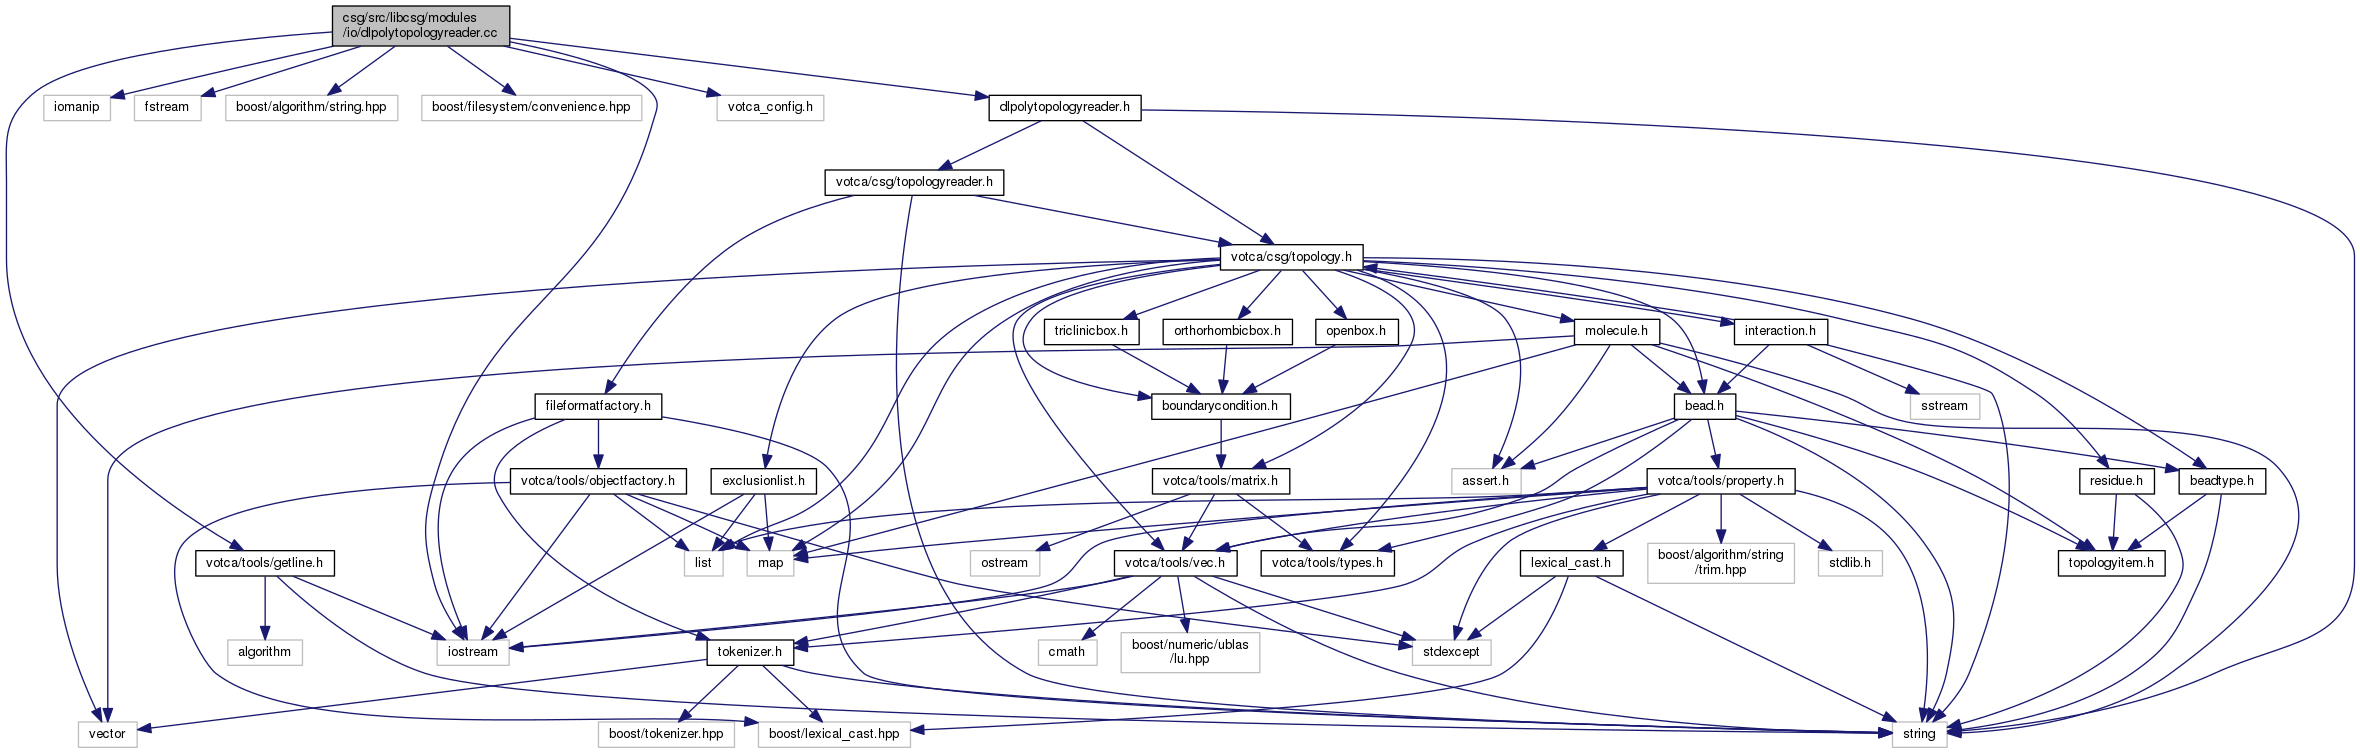 csg/src/libcsg/modules
/io/dlpolytopologyreader.cc
iomanip
fstream
boost/algorithm/string.hpp
boost/filesystem/convenience.hpp
votca_config.h
dlpolytopologyreader.h
votca/csg/topologyreader.h
votca/csg/topology.h
triclinicbox.h
orthorhombicbox.h
openbox.h
molecule.h
interaction.h
fileformatfactory.h
boundarycondition.h
bead.h
sstream
votca/tools/objectfactory.h
exclusionlist.h
votca/tools/matrix.h
assert.h
votca/tools/property.h
residue.h
beadtype.h
votca/tools/getline.h
list
map
ostream
votca/tools/vec.h
votca/tools/types.h
lexical_cast.h
boost/algorithm/string
/trim.hpp
stdlib.h
topologyitem.h
algorithm
iostream
tokenizer.h
cmath
boost/numeric/ublas
/lu.hpp
stdexcept
vector
boost/tokenizer.hpp
boost/lexical_cast.hpp
string